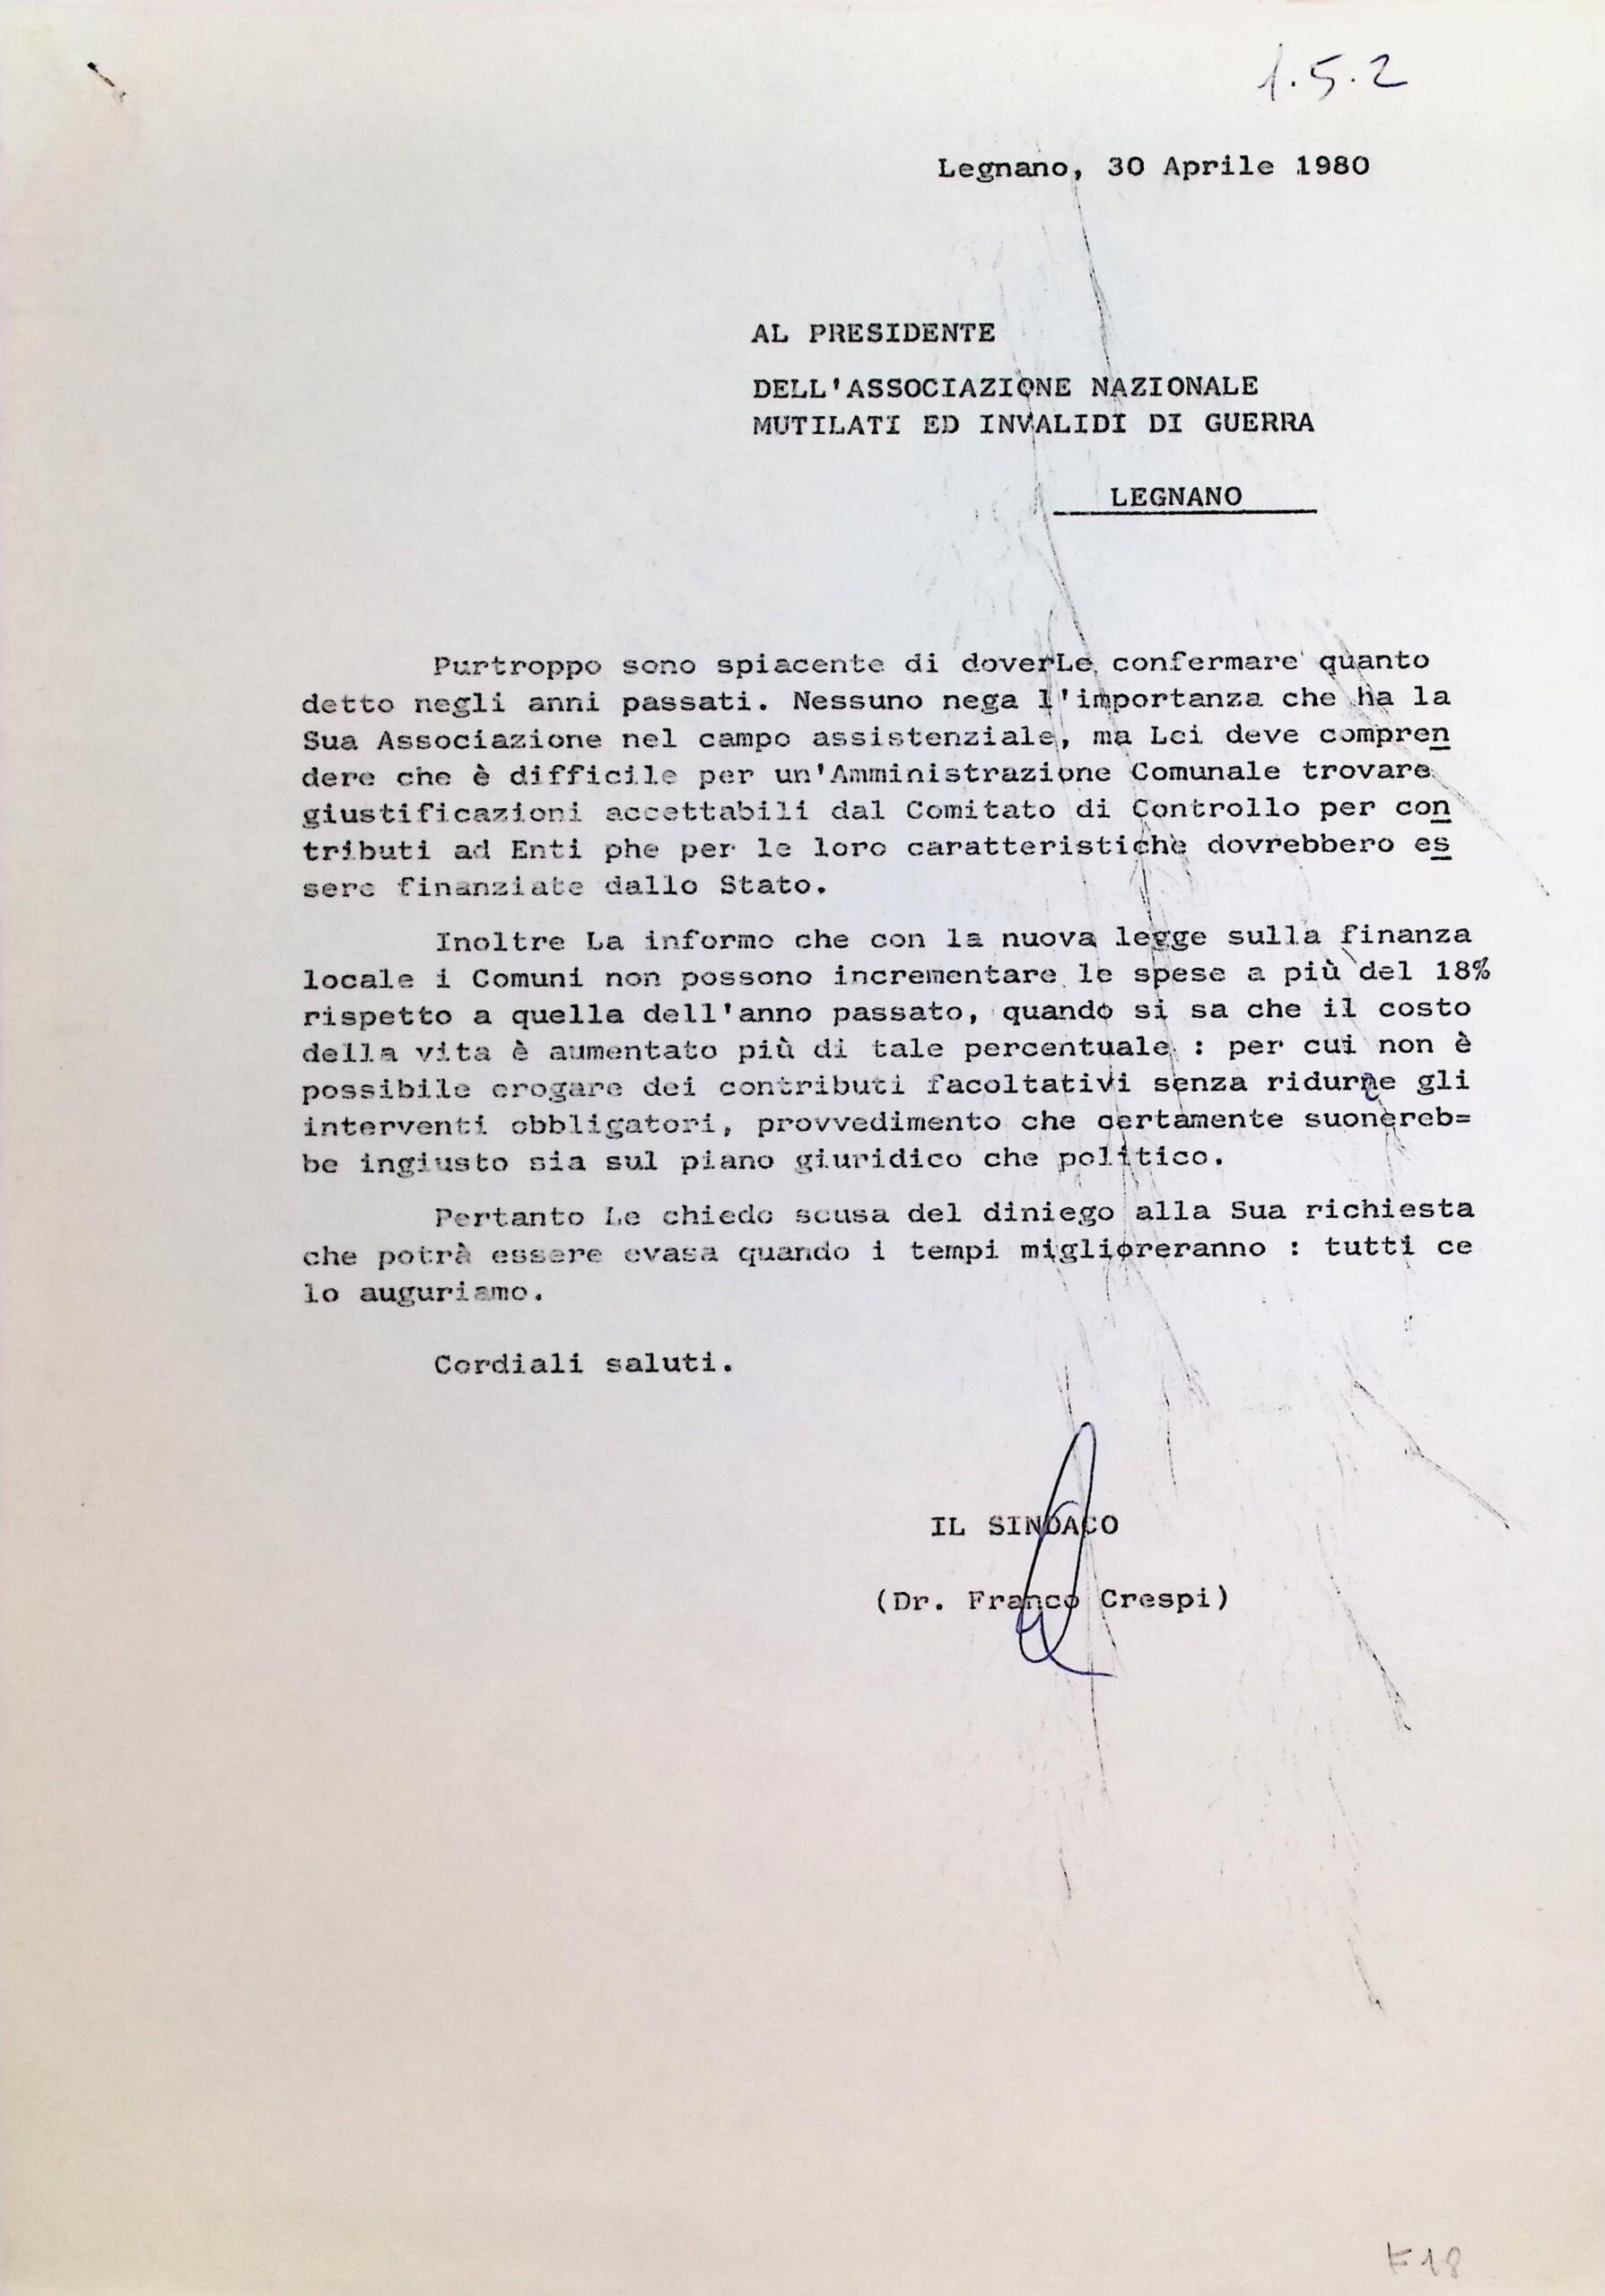 1.5.2
Legnano, 30 Aprile 1980
AL PRESIDENTE
DELL'ASSOCIAZIONE NAZIONALE
MUTILATI ED INVALIDI DI GUERRA
LEGNANO
Purtroppo sono spiacente di doverLe confermare quanto
detto negli anni passati. Nessuno nega l'importanza che ha la
Sua Associazione nel campo assistenziale, ma Lei deve compren
dere che è difficile per un'Amministrazione Comunale trovare
giustificazioni accettabili dal Comitato di Controllo per con
tributi ad Enti phe per le loro caratteristiche dovrebbero es
sere finanziate dallo Stato.
Inoltre La informo che con la nuova legge sulla finanza
locale i Comuni non possono incrementare le spese a più del 18%
rispetto a quella dell'anno passato, quando si sa che il costo
della vita è aumentato più di tale percentuale : per cui non è
possibile erogare dei contributi facoltativi senza ridurre gli
interventi obbligatori, provvedimento che certamente suonereb=
be ingiusto sia sul piano giuridico che politico.
Pertanto Le chiedo scusa del diniego alla Sua richiesta
che potrà essere evasa quando i tempi miglioreranno : tutti ce
lo auguriamo.
Cordiali saluti.
IL SINDACO
(Dr. Franco Crespi)
F18